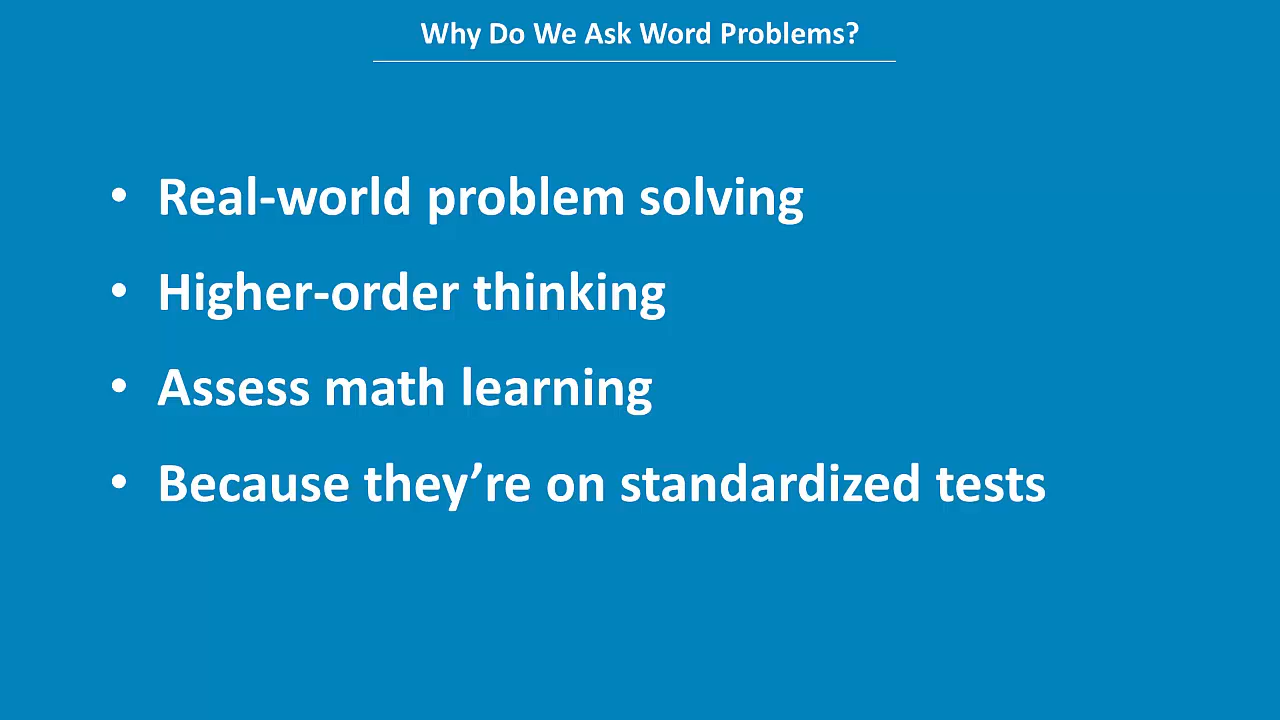 Why Do We Ask Word Problems?
• Real-world problem solving
• Higher-order thinking
• Assess math learning
• Because they’re on standardized tests